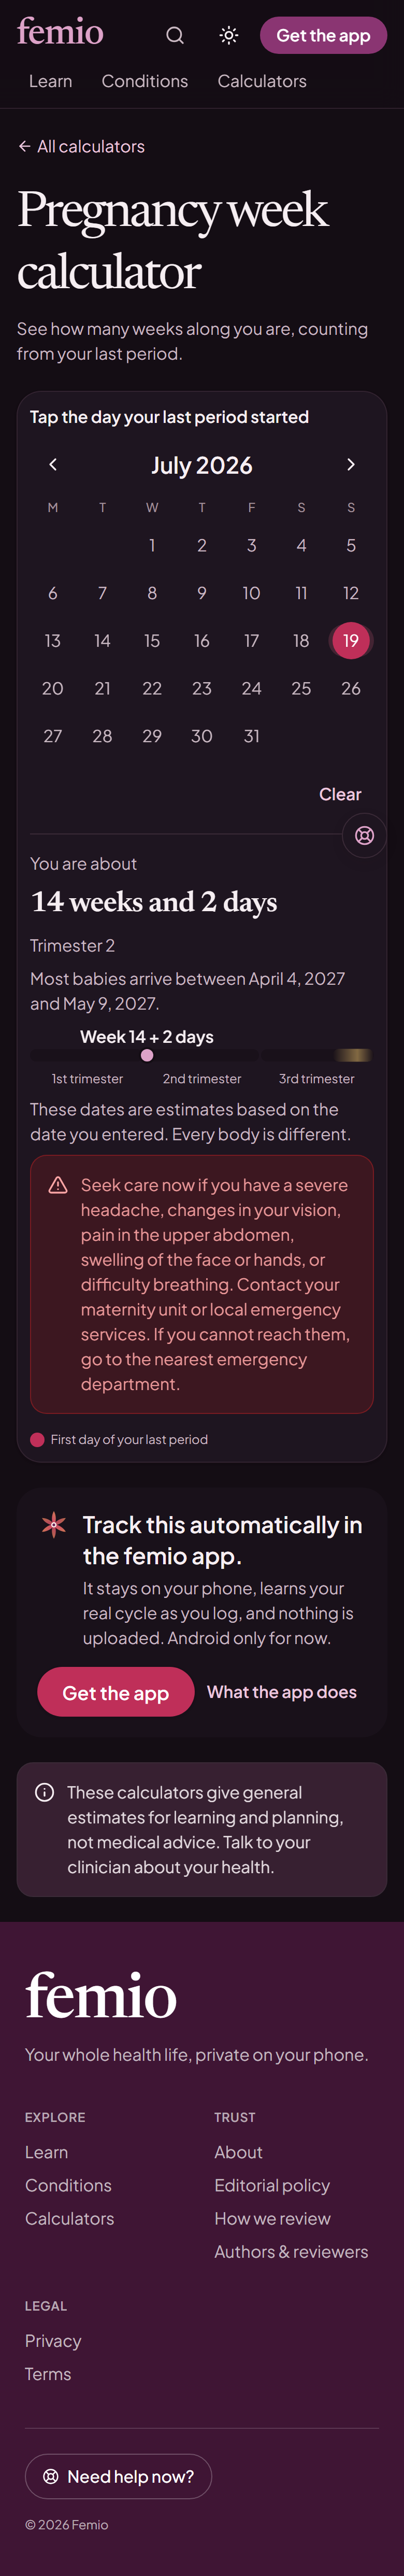 femio
Get the app
Learn
Conditions
Calculators
← All calculators
Pregnancy week
calculator
See how many weeks along you are, counting
from your last period.
Tap the day your last period started
July 2026
M T W T F S S
1 2 3 4 5
6 7 8 9 10 11 12
13 14 15 16 17 18 19
20 21 22 23 24 25 26
27 28 29 30 31
Clear
You are about
14 weeks and 2 days
Trimester 2
Most babies arrive between April 4, 2027
and May 9, 2027.
Week 14 + 2 days
1st trimester 2nd trimester 3rd trimester
These dates are estimates based on the
date you entered. Every body is different.
Seek care now if you have a severe
headache, changes in your vision,
pain in the upper abdomen,
swelling of the face or hands, or
difficulty breathing. Contact your
maternity unit or local emergency
services. If you cannot reach them,
go to the nearest emergency
department.
First day of your last period
Track this automatically in
the femio app.
It stays on your phone, learns your
real cycle as you log, and nothing is
uploaded. Android only for now.
Get the app
What the app does
These calculators give general
estimates for learning and planning,
not medical advice. Talk to your
clinician about your health.
femio
Your whole health life, private on your phone.
EXPLORE
Learn
Conditions
Calculators
TRUST
About
Editorial policy
How we review
Authors & reviewers
LEGAL
Privacy
Terms
Need help now?
© 2026 Femio